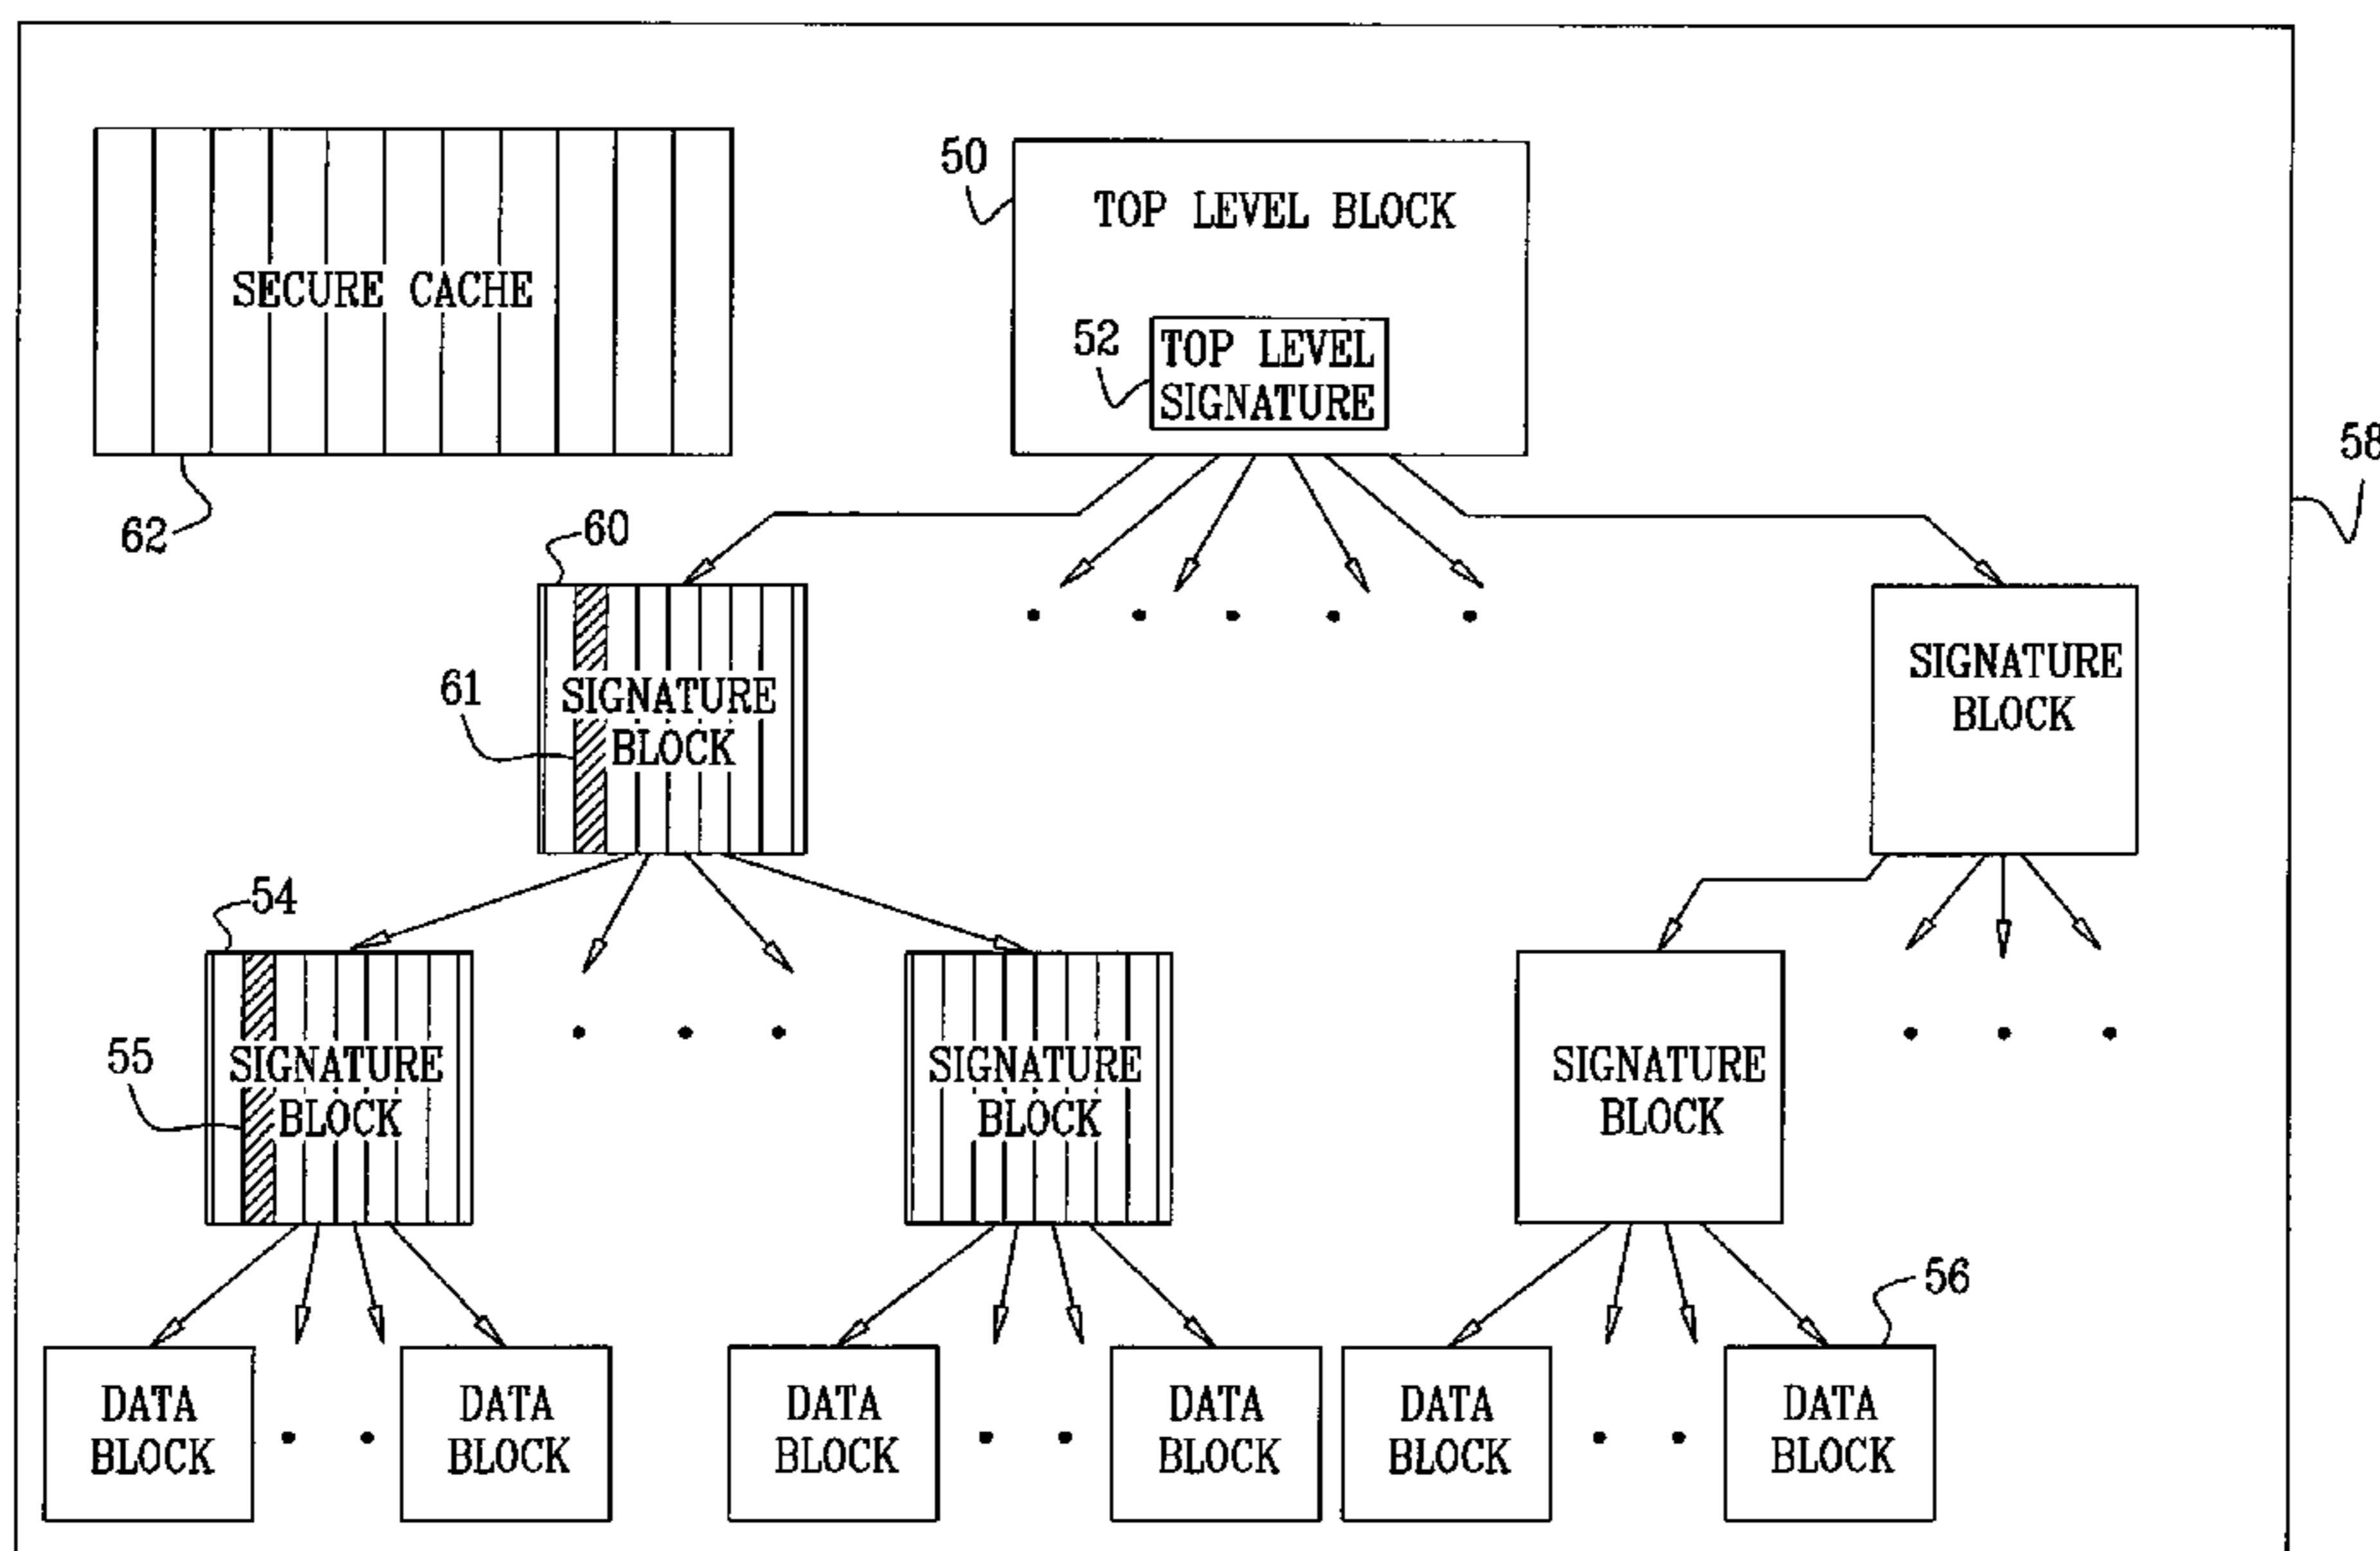 50
TOP LEVEL BLOCK
SECURE CACHE
52
TOP LEVEL
SIGNATURE
58
62
60
61
SIGNATURE
BLOCK
SIGNATURE
BLOCK
54
55
SIGNATURE
BLOCK
SIGNATURE
BLOCK
SIGNATURE
BLOCK
56
DATA
BLOCK
DATA
BLOCK
DATA
BLOCK
DATA
BLOCK
DATA
BLOCK
DATA
BLOCK